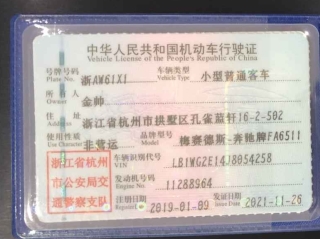 中华人民共和国机动车行驶证
Vehicle License of the People's Republic of China
号牌号码 浙AW61X1 车辆类型 小型普通客车
Plate No. Vehicle Type
所有人 金帅
Owner
住址 浙江省杭州市拱墅区孔雀蓝轩16-2-502
Address
使用性质 非营运 品牌型号 梅赛德斯-奔驰牌FA6511
Use Character Model
浙江省杭州 车辆识别代号 LB1WG2E14J8054258
VIN
市公安局交 发动机号码 11288964
Engine No.
通警察支队 注册日期 2019-01-09 发证日期 2021-11-26
Register Date Issue Date